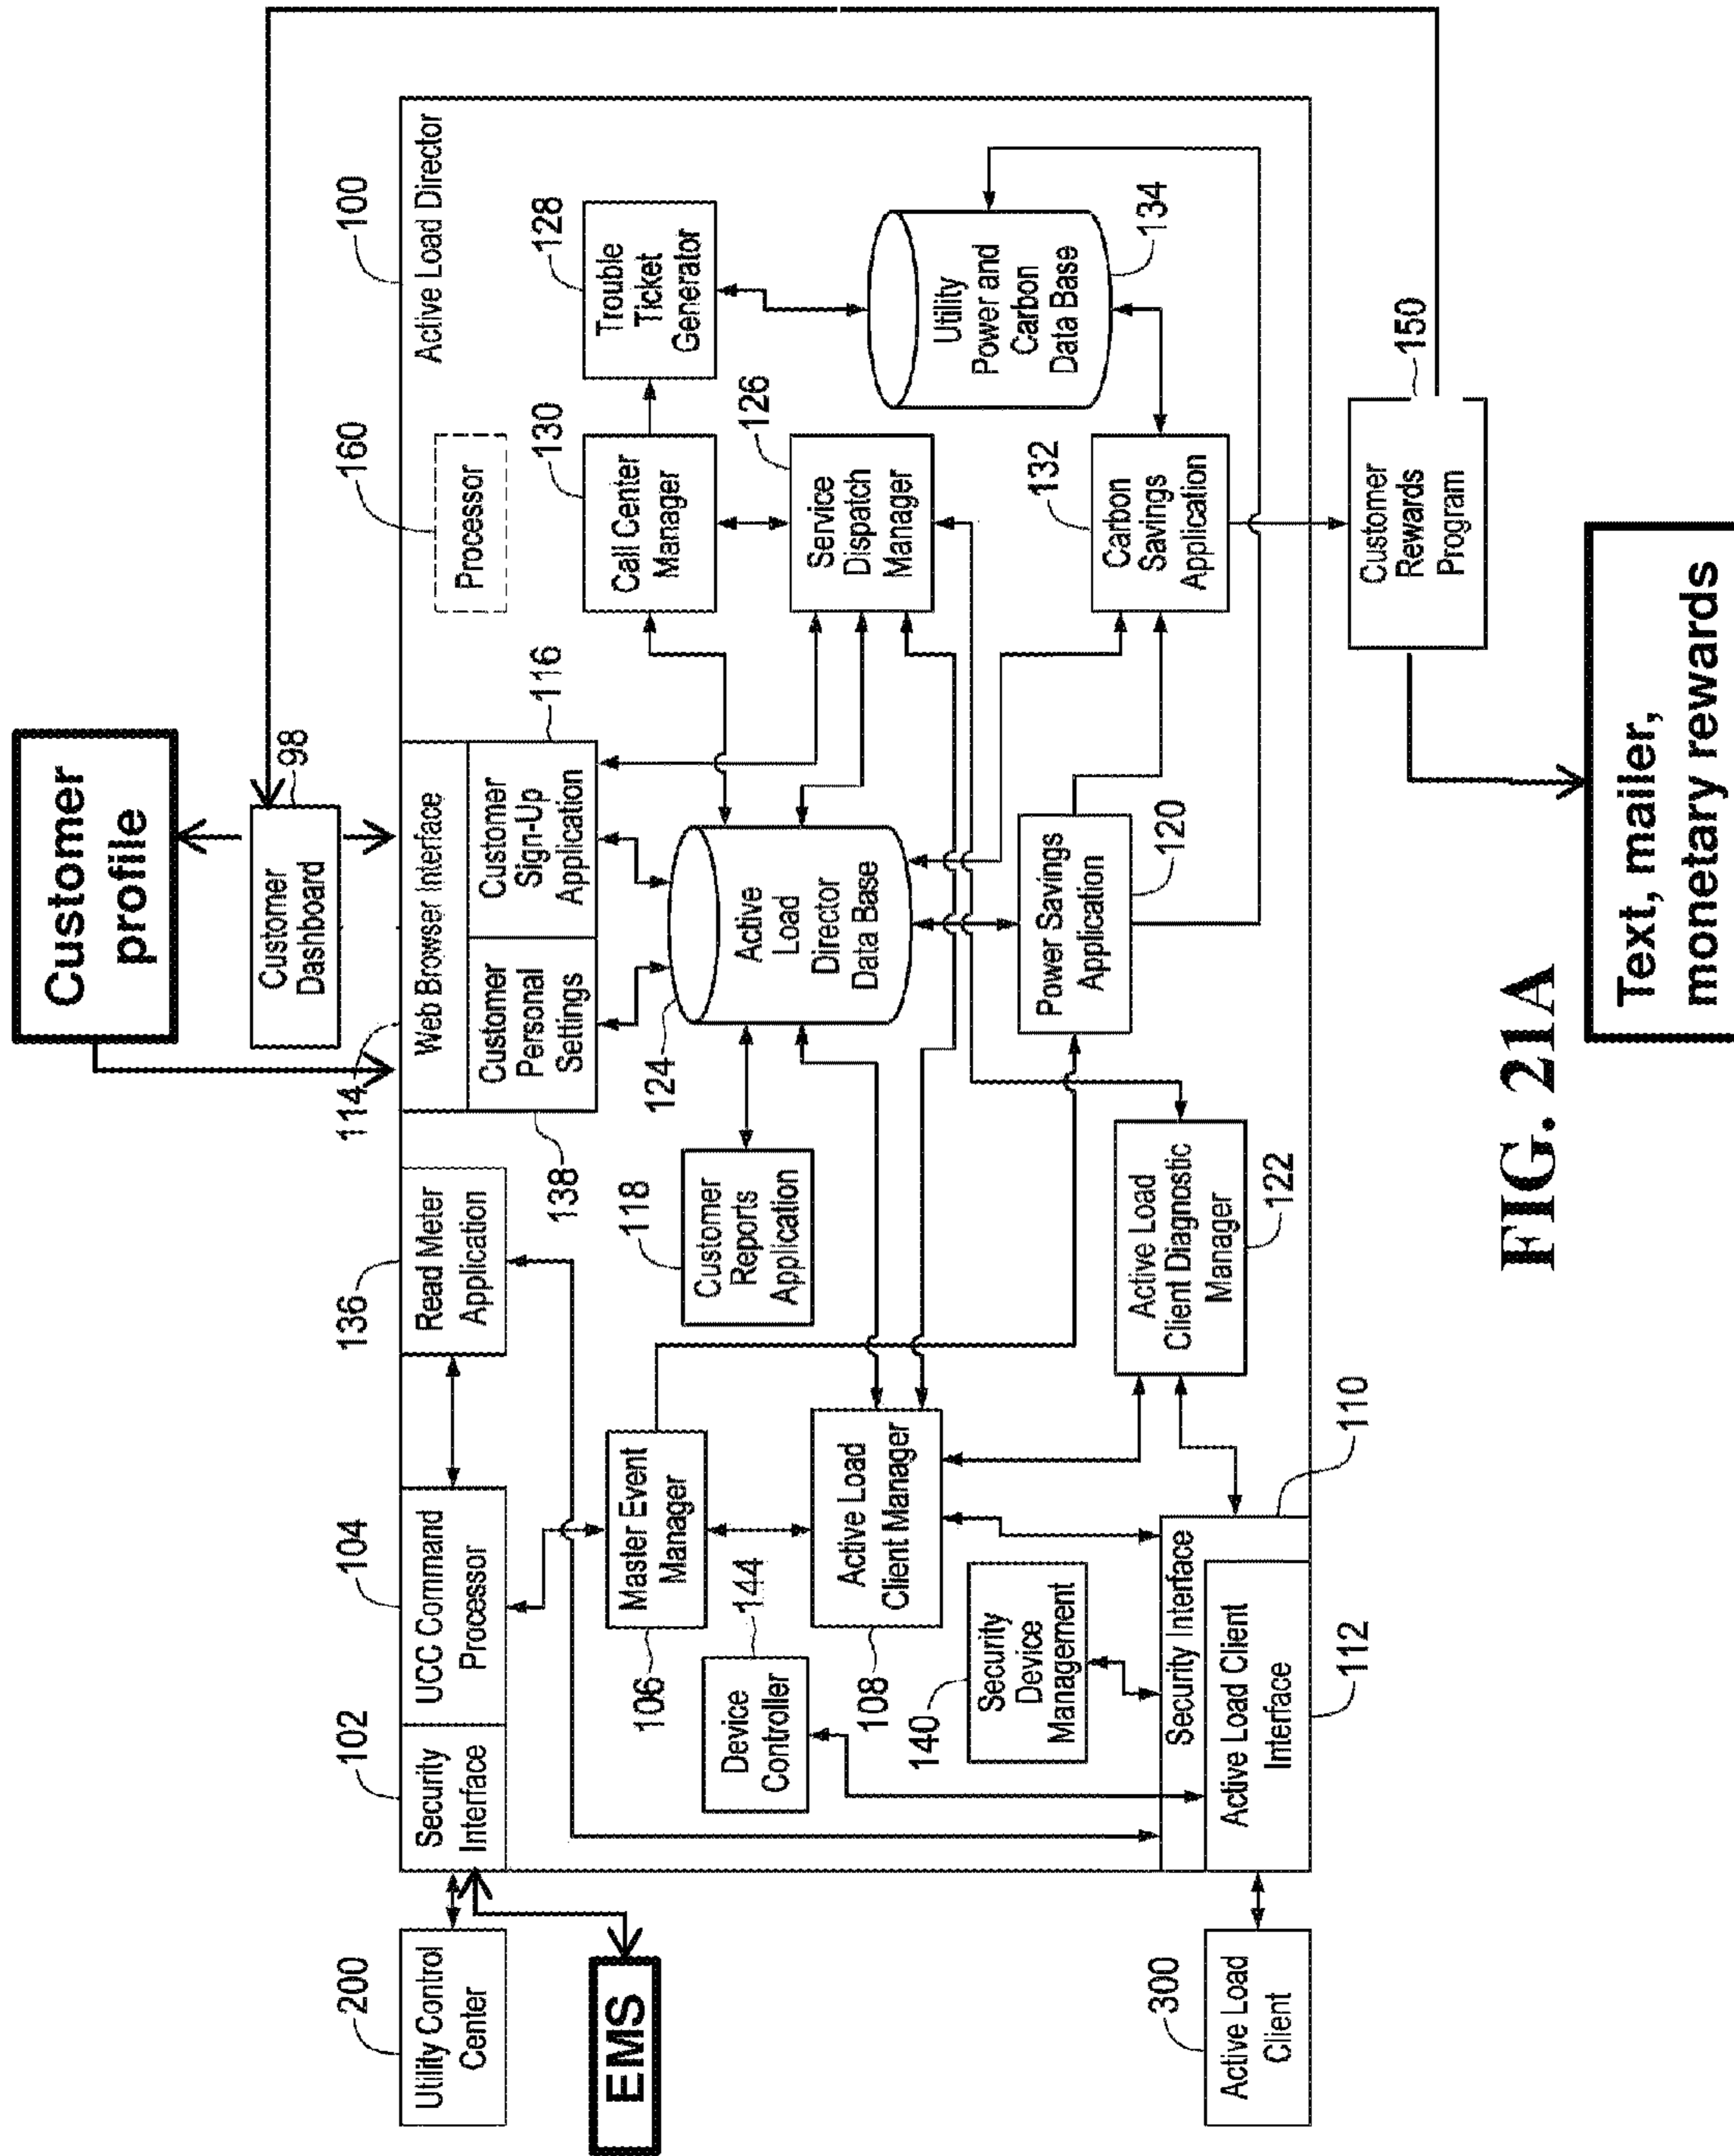 Customer
profile
98
Customer
Dashboard
100
Active Load Director
200
Utility Control
Center
EMS
102
Security
Interface
104
UCC Command
Processor
136
Read Meter
Application
114
Web Browser Interface
Customer
Personal
Settings
138
Customer
Sign-Up
Application
116
160
Processor
106
Master Event
Manager
144
Device
Controller
118
Customer
Reports
Application
124
Active
Load
Director
Data Base
130
Call Center
Manager
128
Trouble
Ticket
Generator
126
Service
Dispatch
Manager
108
Active Load
Client Manager
140
Security
Device
Management
Utility
Power and
Carbon
Data Base
134
Power Savings
Application
120
132
Carbon
Savings
Application
Active Load
Client Diagnostic
Manager
122
110
Security Interface
Active Load Client
Interface
112
300
Active Load
Client
150
Customer
Rewards
Program
Text, mailer,
monetary rewards
FIG. 21A